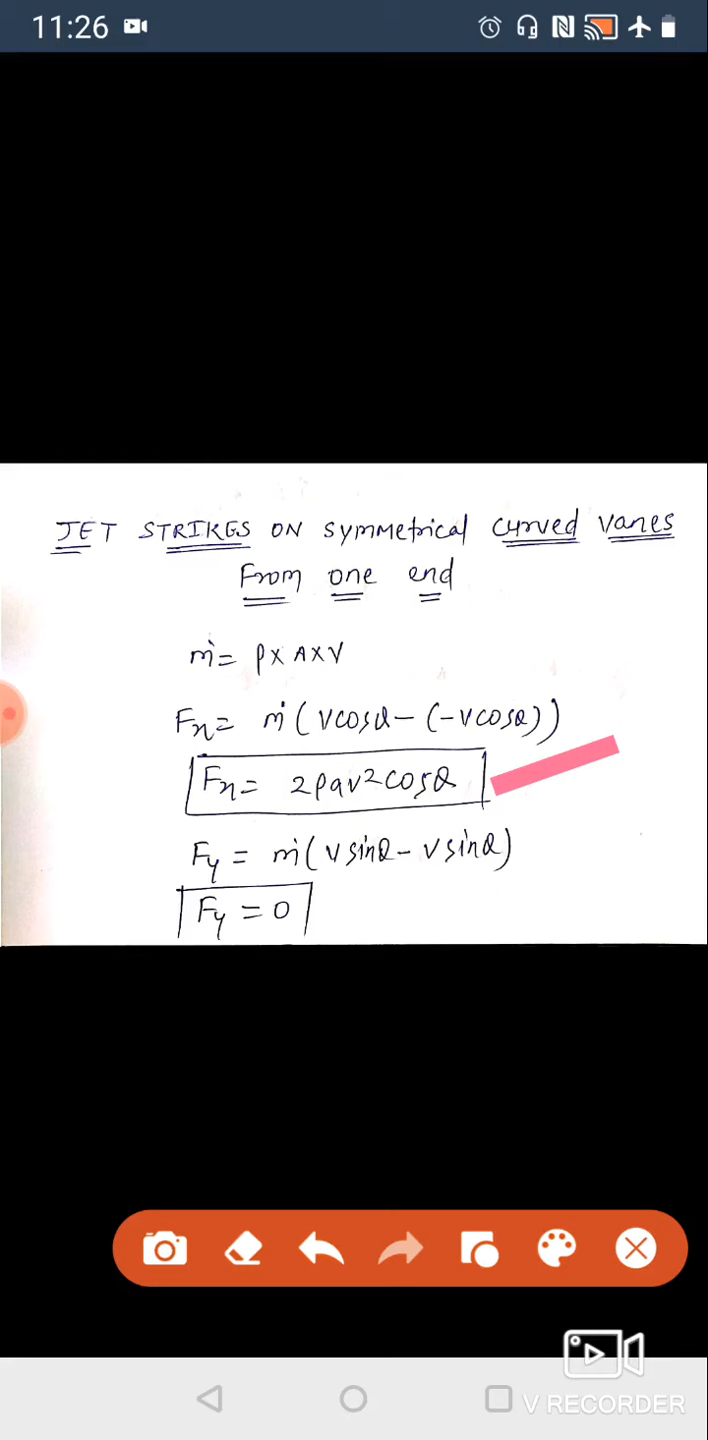 11:26
JET STRIKES ON symmetrical curved vanes
From one end
ṁ = ρ x A x V
Fx = ṁ ( vcosθ - (-vcosθ))
Fx = 2ρav²cosθ
Fy = ṁ ( v sinθ - v sinθ)
Fy = 0
V RECORDER